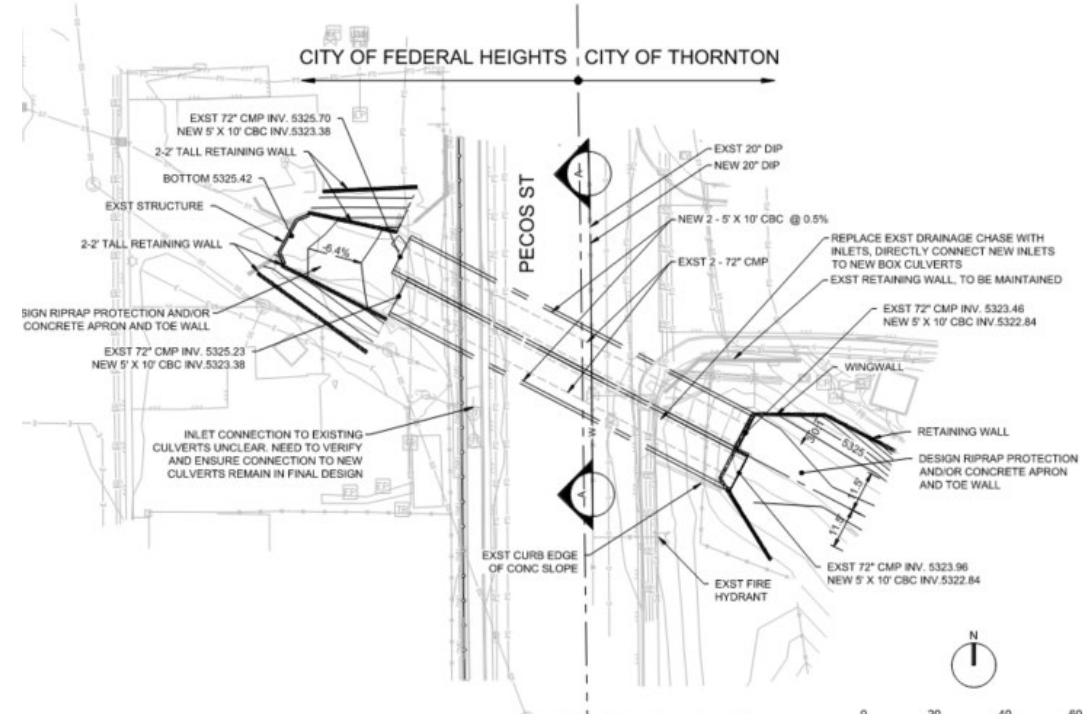 CITY OF FEDERAL HEIGHTS
CITY OF THORNTON
EXST 72" CMP INV. 5325.70
NEW 5' X 10' CBC INV.5323.38
2-2' TALL RETAINING WALL
BOTTOM 5325.42
EXST STRUCTURE
2-2' TALL RETAINING WALL
-6.4%
SIGN RIPRAP PROTECTION AND/OR
CONCRETE APRON AND TOE WALL
EXST 72" CMP INV. 5325.23
NEW 5' X 10' CBC INV.5323.38
INLET CONNECTION TO EXISTING
CULVERTS UNCLEAR. NEED TO VERIFY
AND ENSURE CONNECTION TO NEW
CULVERTS REMAIN IN FINAL DESIGN
PECOS ST
A
A
EXST 20" DIP
NEW 20" DIP
NEW 2 - 5' X 10' CBC @ 0.5%
EXST 2 - 72" CMP
REPLACE EXST DRAINAGE CHASE WITH
INLETS, DIRECTLY CONNECT NEW INLETS
TO NEW BOX CULVERTS
EXST RETAINING WALL, TO BE MAINTAINED
EXST 72" CMP INV. 5323.46
NEW 5' X 10' CBC INV.5322.84
WINGWALL
RETAINING WALL
5325
DESIGN RIPRAP PROTECTION
AND/OR CONCRETE APRON
AND TOE WALL
11.5'
11.5'
EXST 72" CMP INV. 5323.96
NEW 5' X 10' CBC INV.5322.84
EXST CURB EDGE
OF CONC SLOPE
EXST FIRE
HYDRANT
N
0 20 40 60